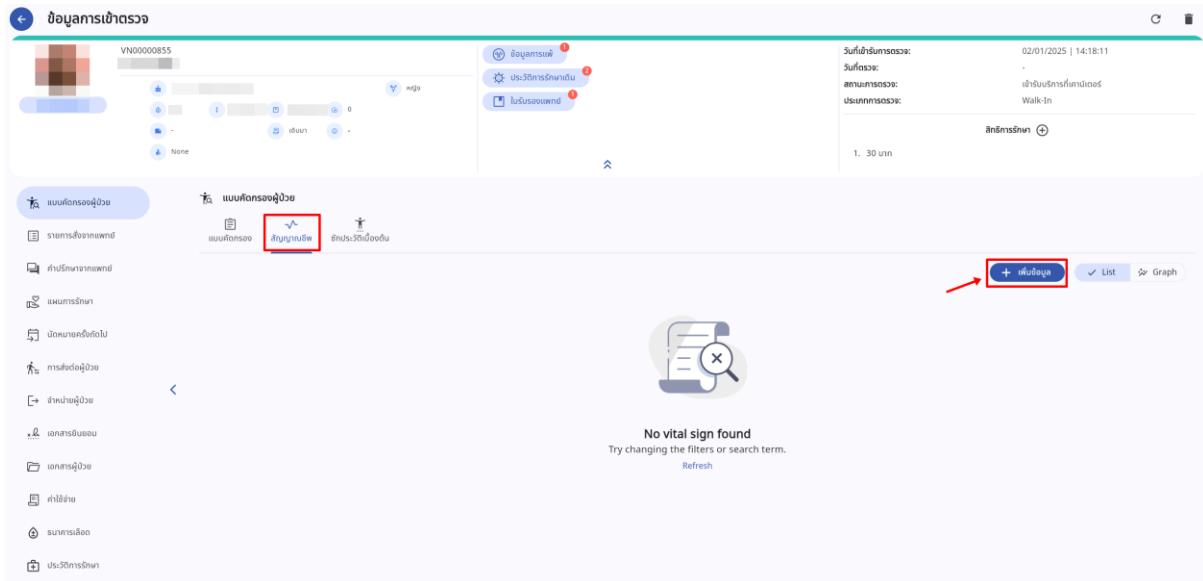 ข้อมูลการเข้าตรวจ
VN00000855
หญิง
0
-
เดินมา
-
None
ข้อมูลการแพ้
1
ประวัติการรักษาเดิม
2
ใบรับรองแพทย์
1
วันที่เข้ารับการตรวจ:
02/01/2025 | 14:18:11
วันที่ตรวจ:
-
สถานะการตรวจ:
เข้ารับบริการที่เคาน์เตอร์
ประเภทการตรวจ:
Walk-In
สิทธิการรักษา
1. 30 บาท
แบบคัดกรองผู้ป่วย
รายการสั่งจากแพทย์
คำปรึกษาจากแพทย์
แผนการรักษา
นัดหมายครั้งถัดไป
การส่งต่อผู้ป่วย
จำหน่ายผู้ป่วย
เอกสารยินยอม
เอกสารผู้ป่วย
ค่าใช้จ่าย
ธนาคารเลือด
ประวัติการรักษา
แบบคัดกรองผู้ป่วย
แบบคัดกรอง
สัญญาณชีพ
ซักประวัติเบื้องต้น
เพิ่มข้อมูล
List
Graph
No vital sign found
Try changing the filters or search term.
Refresh